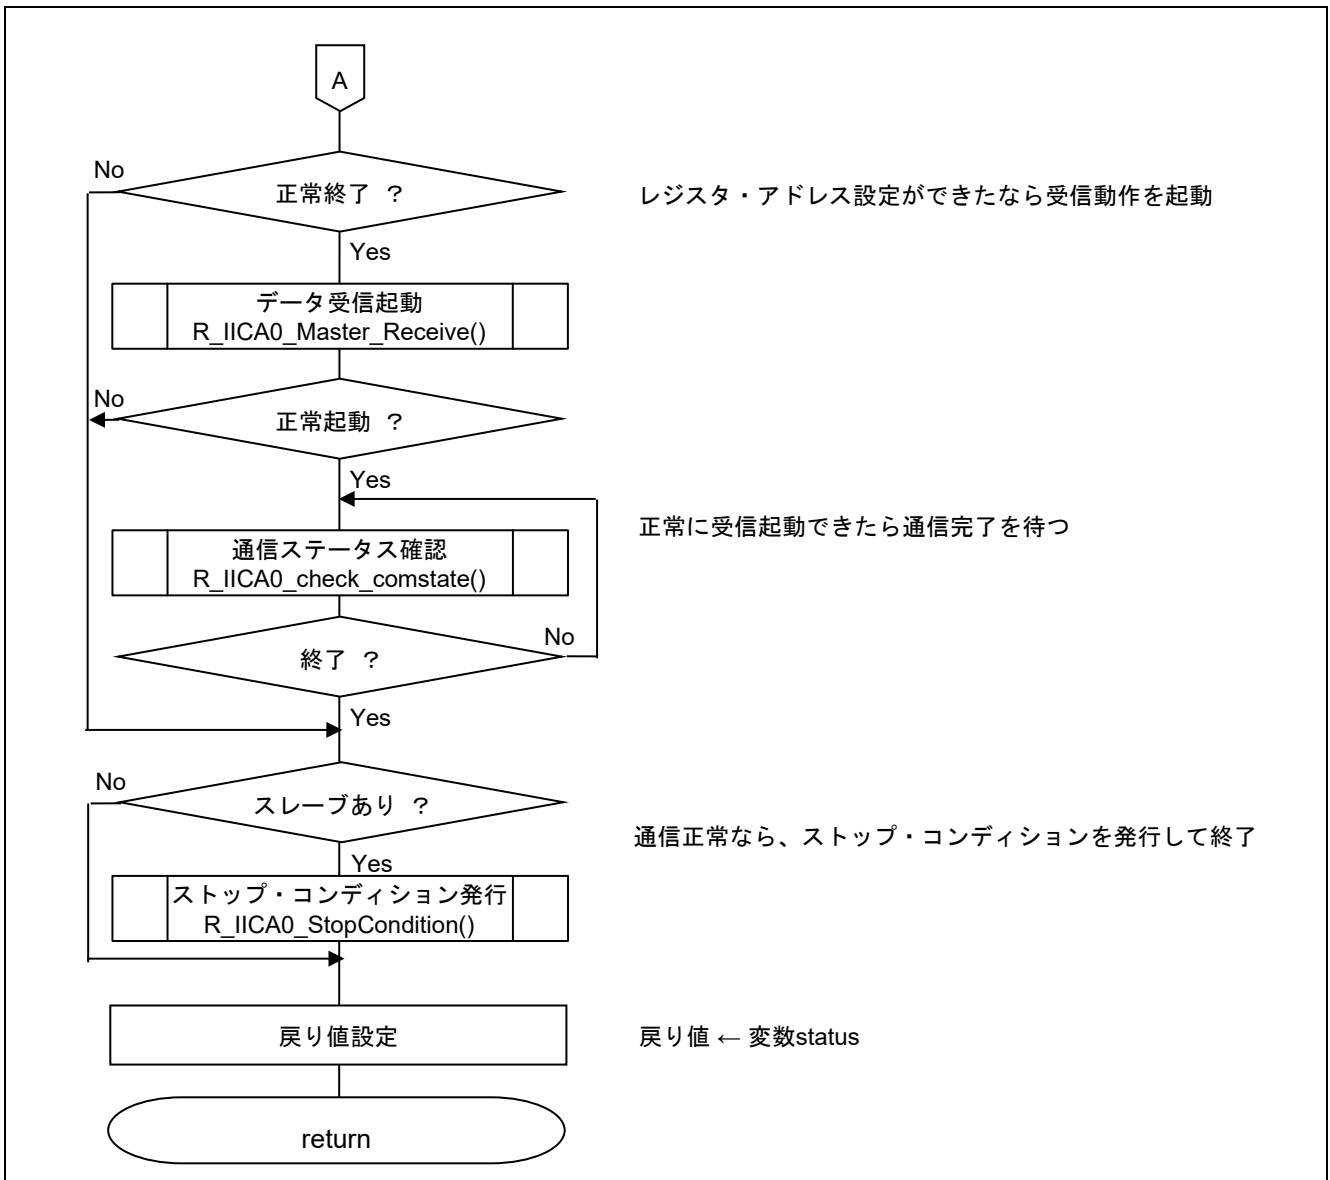 A
No
正常終了 ？
レジスタ・アドレス設定ができたなら受信動作を起動
Yes
データ受信起動
R_IICA0_Master_Receive()
No
正常起動 ？
Yes
正常に受信起動できたら通信完了を待つ
通信ステータス確認
R_IICA0_check_comstate()
No
終了 ？
Yes
No
スレーブあり ？
通信正常なら、ストップ・コンディションを発行して終了
Yes
ストップ・コンディション発行
R_IICA0_StopCondition()
戻り値設定
戻り値 ← 変数status
return